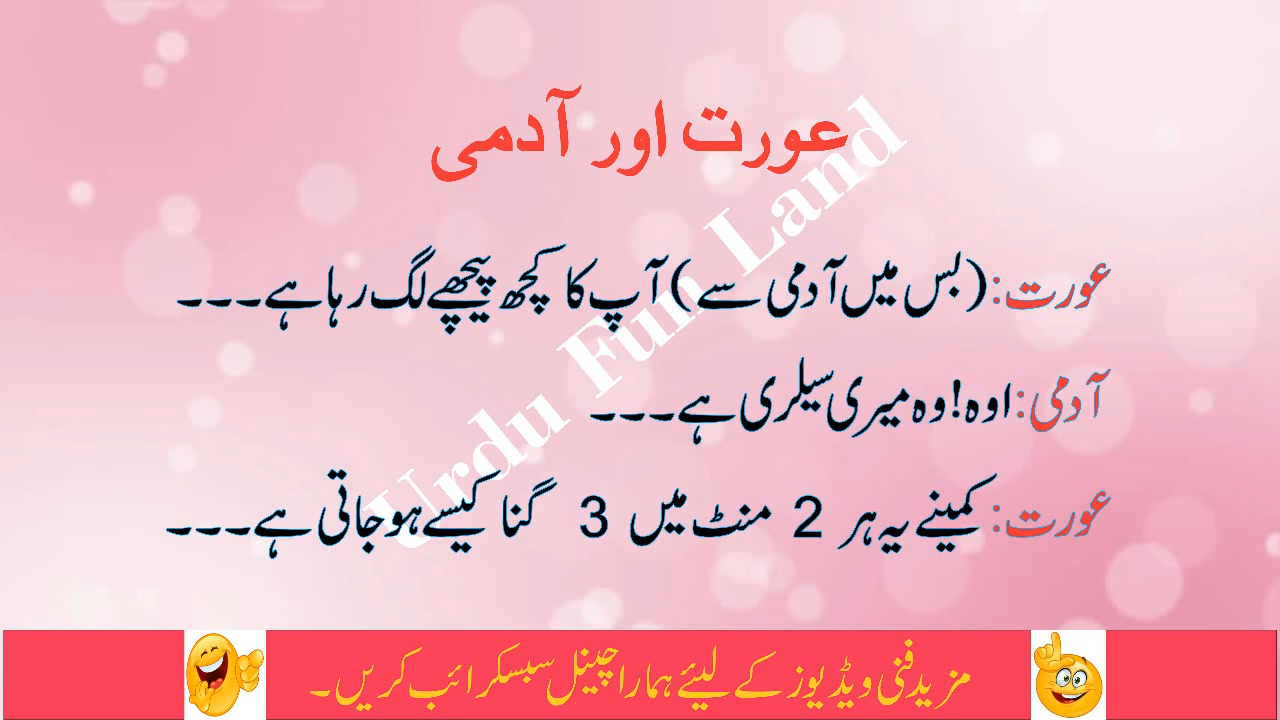 عورت اور آدمی
عورت: (بس میں آدمی سے) آپ کا کچھ پیچھے لگ رہا ہے۔۔۔
آدمی: اوہ! وہ میری سیلری ہے۔۔۔
عورت: کمینے یہ ہر 2 منٹ میں 3 گنا کیسے ہو جاتی ہے۔۔۔
Urdu Fun Land
مزید فنی ویڈیوز کے لیئے ہمارا چینل سبسکرائب کریں۔